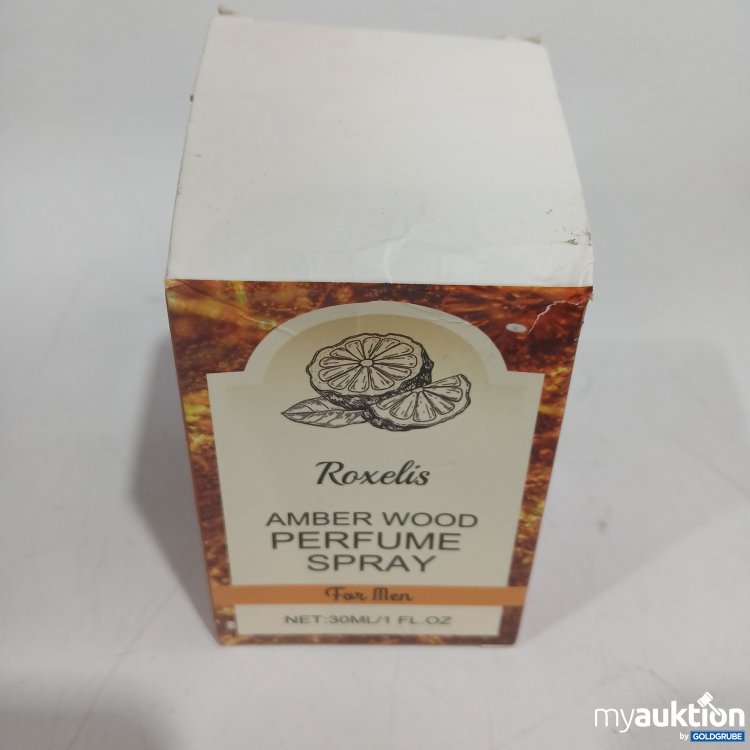 Roxelis
AMBER WOOD
PERFUME
SPRAY
For Men
NET:30ML/1 FL.OZ
myauktion
by GOLDGRUBE